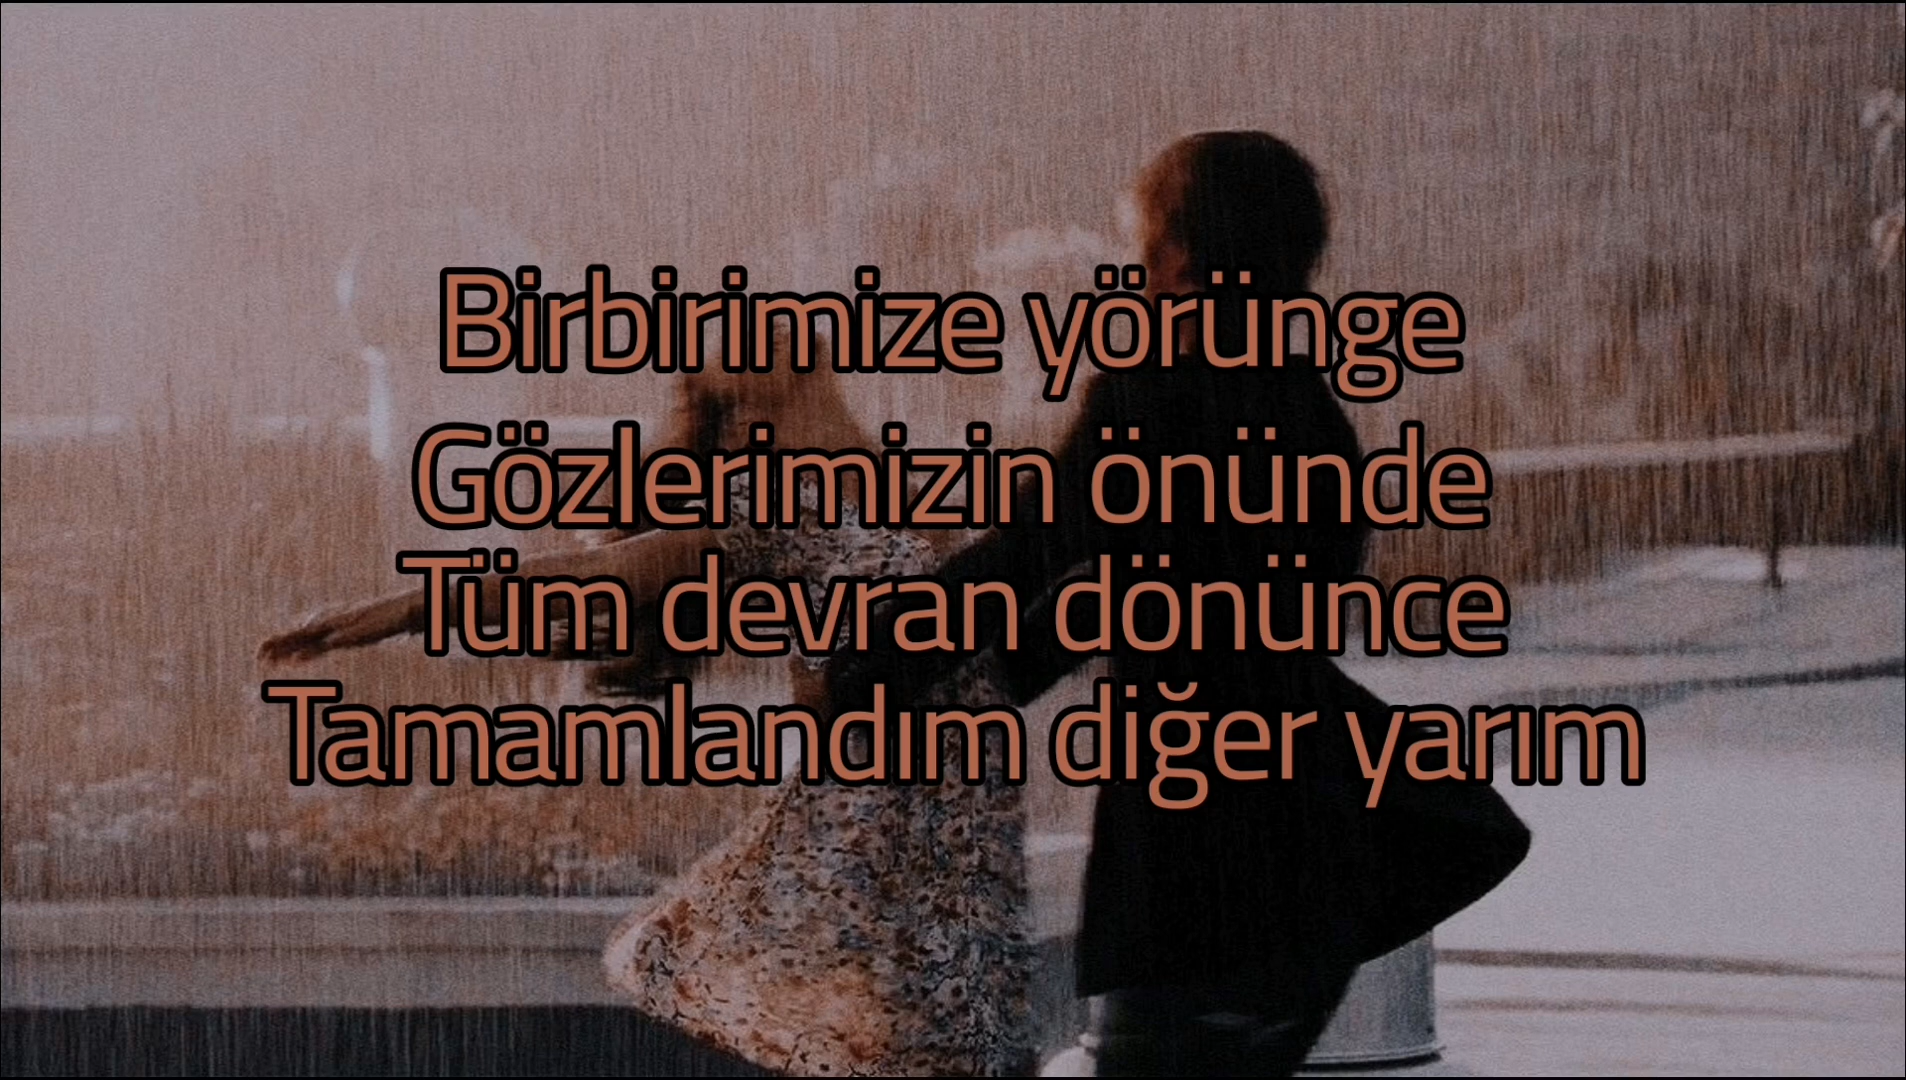 Birbirimize yörünge
Gözlerimizin önünde
Tüm devran dönünce
Tamamlandım diğer yarım